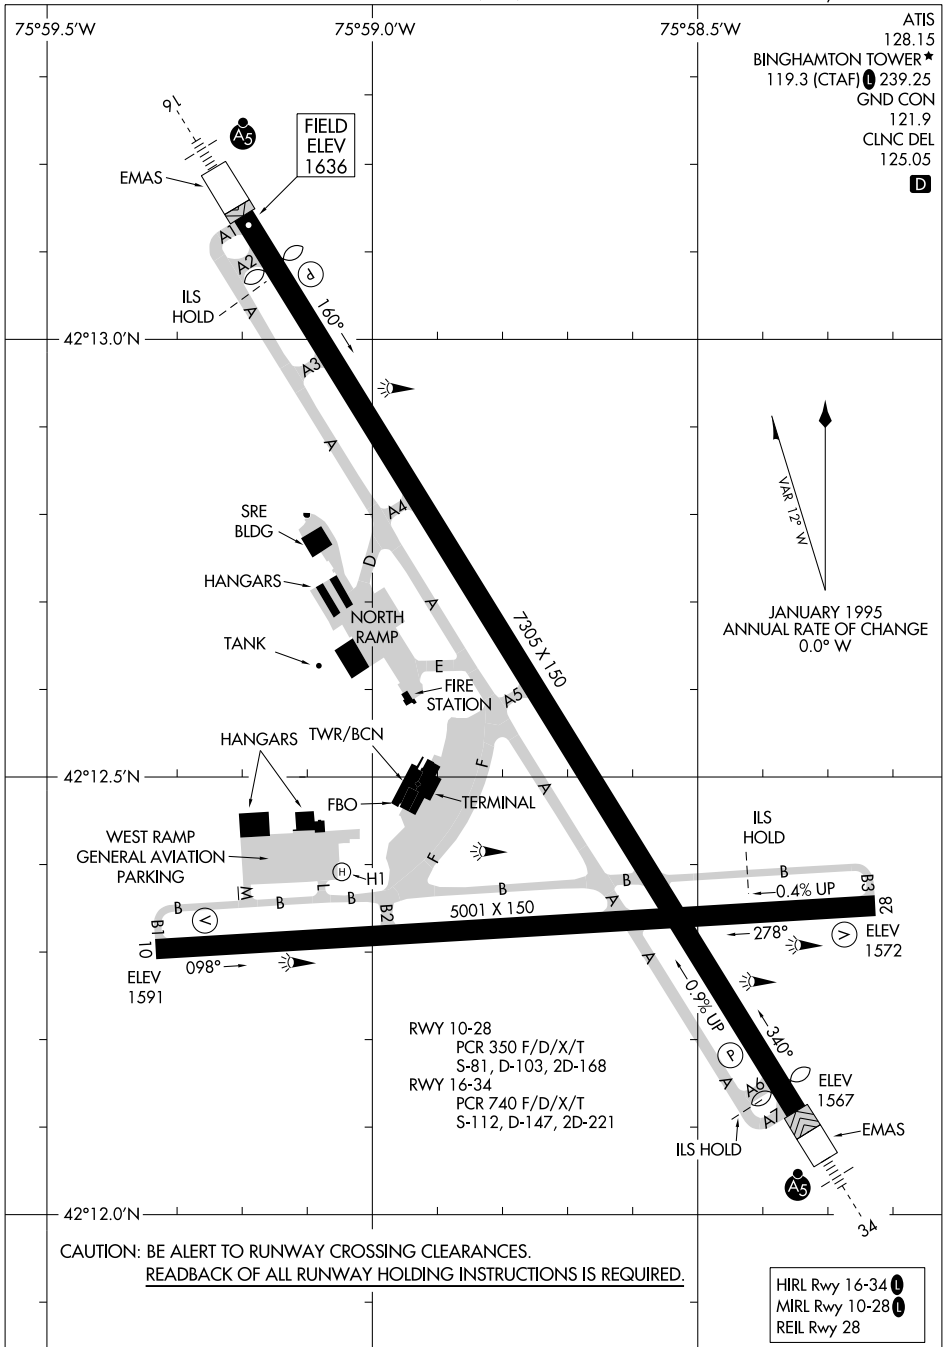 75°59.5'W
75°59.0'W
75°58.5'W
ATIS
128.15
BINGHAMTON TOWER★
119.3 (CTAF) L 239.25
GND CON
121.9
CLNC DEL
125.05
D
16
A5
FIELD
ELEV
1636
EMAS
A1
A2
P
ILS
HOLD
A
160°
42°13.0'N
A3
A
VAR 12° W
JANUARY 1995
ANNUAL RATE OF CHANGE
0.0° W
SRE
BLDG
A4
D
HANGARS
A
NORTH
RAMP
7305 X 150
TANK
E
FIRE
STATION
A5
HANGARS
TWR/BCN
F
42°12.5'N
A
FBO
TERMINAL
ILS
HOLD
WEST RAMP
GENERAL AVIATION
PARKING
F
H
H1
B
B
B
0.4% UP
B3
28
M
L
B
B
B2
A
5001 X 150
V
B1
10
098°
ELEV
1591
278°
V
ELEV
1572
A
0.9% UP
340°
RWY 10-28
PCR 350 F/D/X/T
S-81, D-103, 2D-168
RWY 16-34
PCR 740 F/D/X/T
S-112, D-147, 2D-221
P
A
A6
A7
ELEV
1567
ILS HOLD
EMAS
A5
34
42°12.0'N
CAUTION: BE ALERT TO RUNWAY CROSSING CLEARANCES.
READBACK OF ALL RUNWAY HOLDING INSTRUCTIONS IS REQUIRED.
HIRL Rwy 16-34 L
MIRL Rwy 10-28 L
REIL Rwy 28